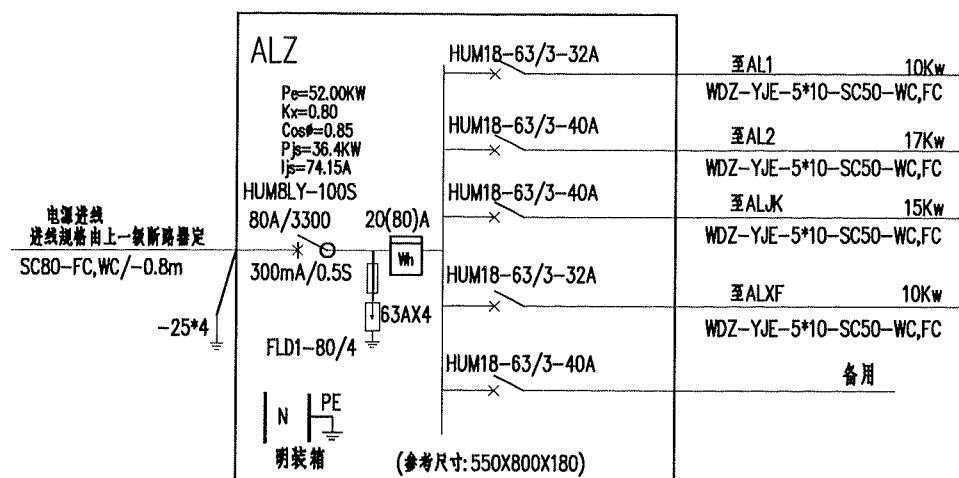 ALZ
Pe=52.00KW
Kx=0.80
Cosø=0.85
Pjs=36.4KW
Ijs=74.15A
HUM8LY-100S
80A/3300
300mA/0.5S
20(80)A
Wh
63AX4
FLD1-80/4
电源进线
进线规格由上一级断路器定
SC80-FC,WC/-0.8m
-25*4
N
PE
明装箱
(参考尺寸:550X800X180)
HUM18-63/3-32A
至AL1 10Kw
WDZ-YJE-5*10-SC50-WC,FC
HUM18-63/3-40A
至AL2 17Kw
WDZ-YJE-5*10-SC50-WC,FC
HUM18-63/3-40A
至ALJK 15Kw
WDZ-YJE-5*10-SC50-WC,FC
HUM18-63/3-32A
至ALXF 10Kw
WDZ-YJE-5*10-SC50-WC,FC
HUM18-63/3-40A
备用